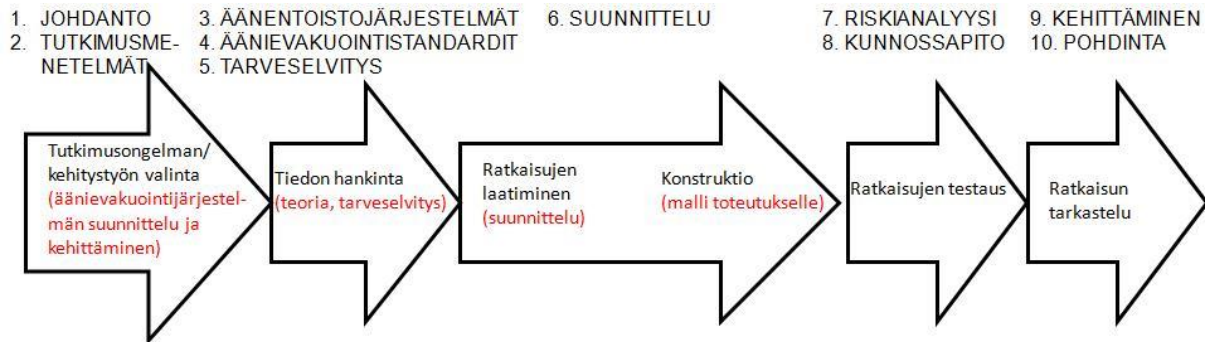 1. JOHDANTO
2. TUTKIMUSME-
NETELMÄT
3. ÄÄNENTOISTOJÄRJESTELMÄT
4. ÄÄNIEVAKUOINTISTANDARDIT
5. TARVESELVITYS
6. SUUNNITTELU
7. RISKIANALYYSI
8. KUNNOSSAPITO
9. KEHITTÄMINEN
10. POHDINTA
Tutkimusongelman/
kehitystyön valinta
(äänievakuointijärjestel-
män suunnittelu ja
kehittäminen)
Tiedon hankinta
(teoria, tarveselvitys)
Ratkaisujen
laatiminen
(suunnittelu)
Konstruktio
(malli toteutukselle)
Ratkaisujen testaus
Ratkaisun
tarkastelu